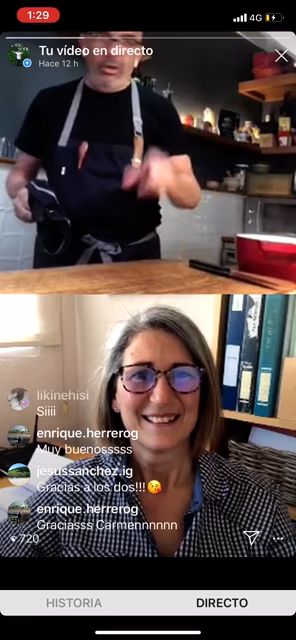 1:29
4G
Tu vídeo en directo
Hace 12 h
likinehisi
Siiii
enrique.herrerog
Muy buenosssss
jesussanchez.ig
Gracias a los dos!!!😘
enrique.herrerog
Graciasss Carmennnnnn
720
HISTORIA
DIRECTO